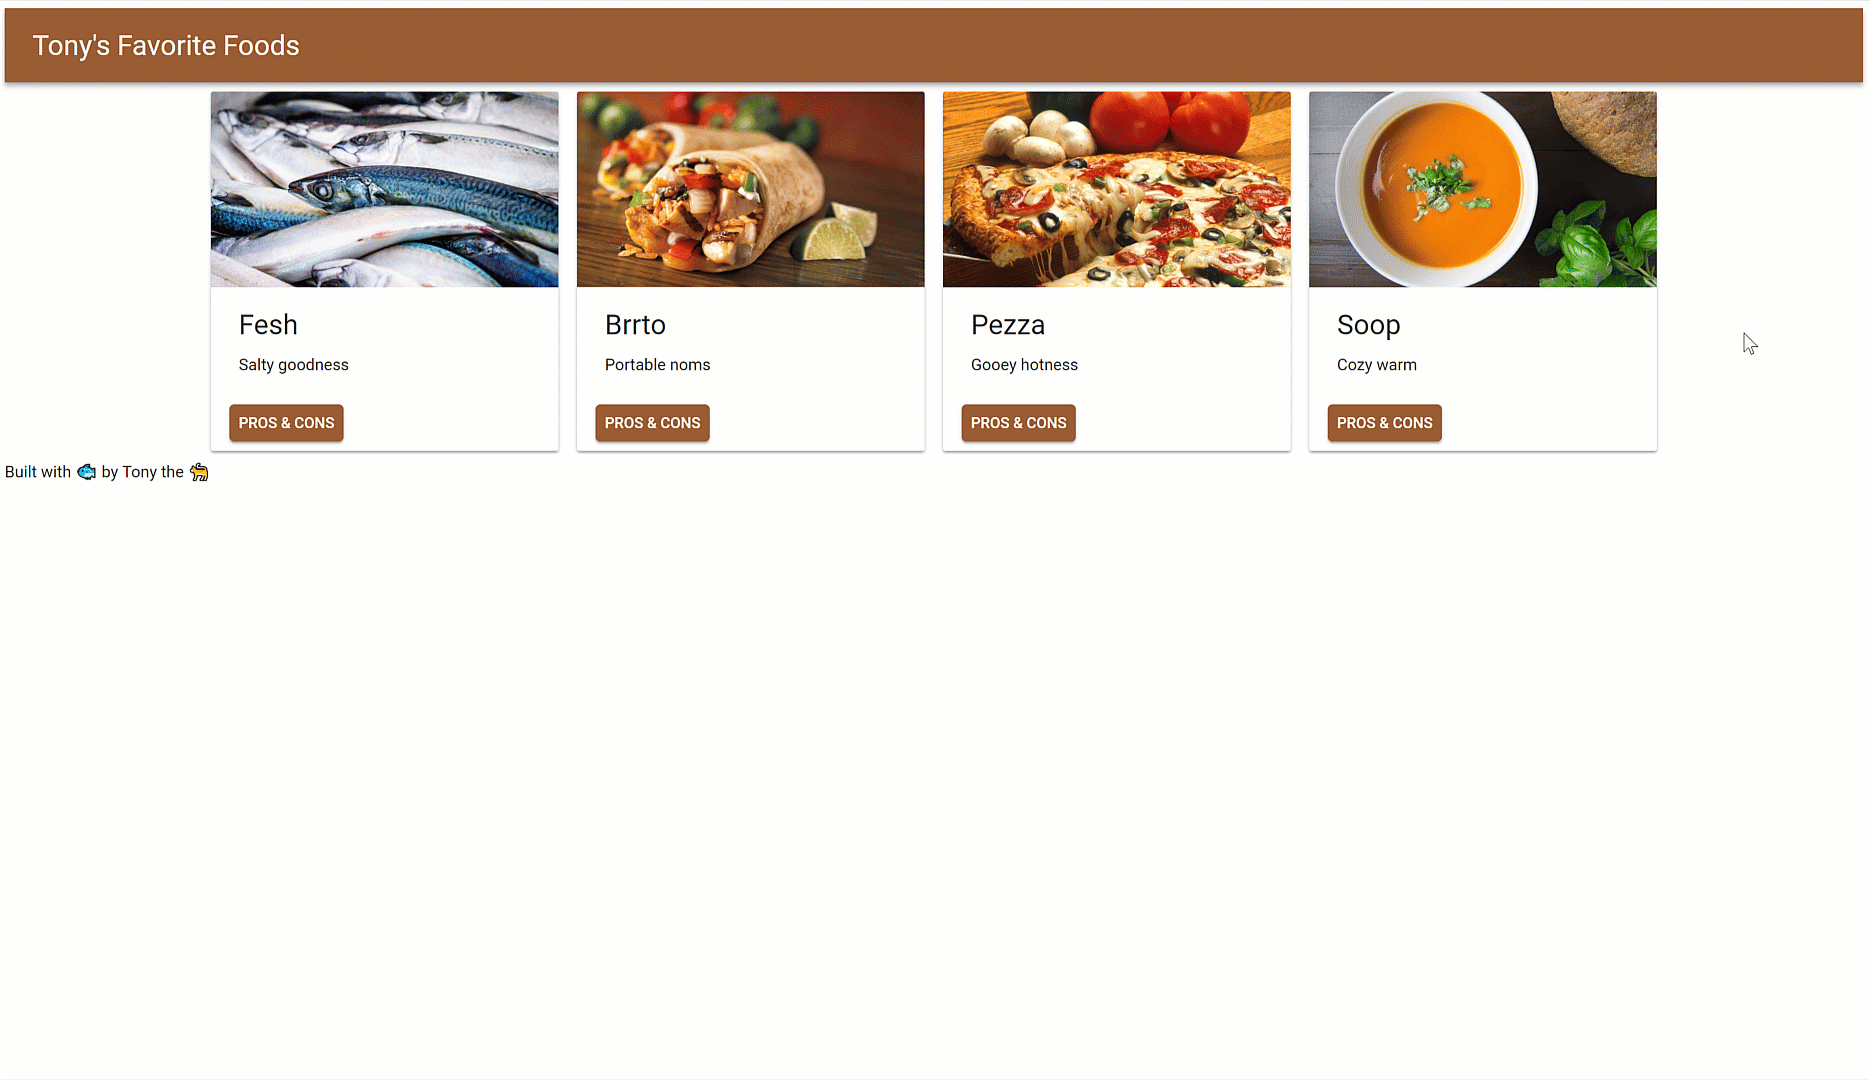 Tony's Favorite Foods
Fesh
Salty goodness
PROS & CONS
Brrto
Portable noms
PROS & CONS
Pezza
Gooey hotness
PROS & CONS
Soop
Cozy warm
PROS & CONS
Built with 🐟 by Tony the 🐈